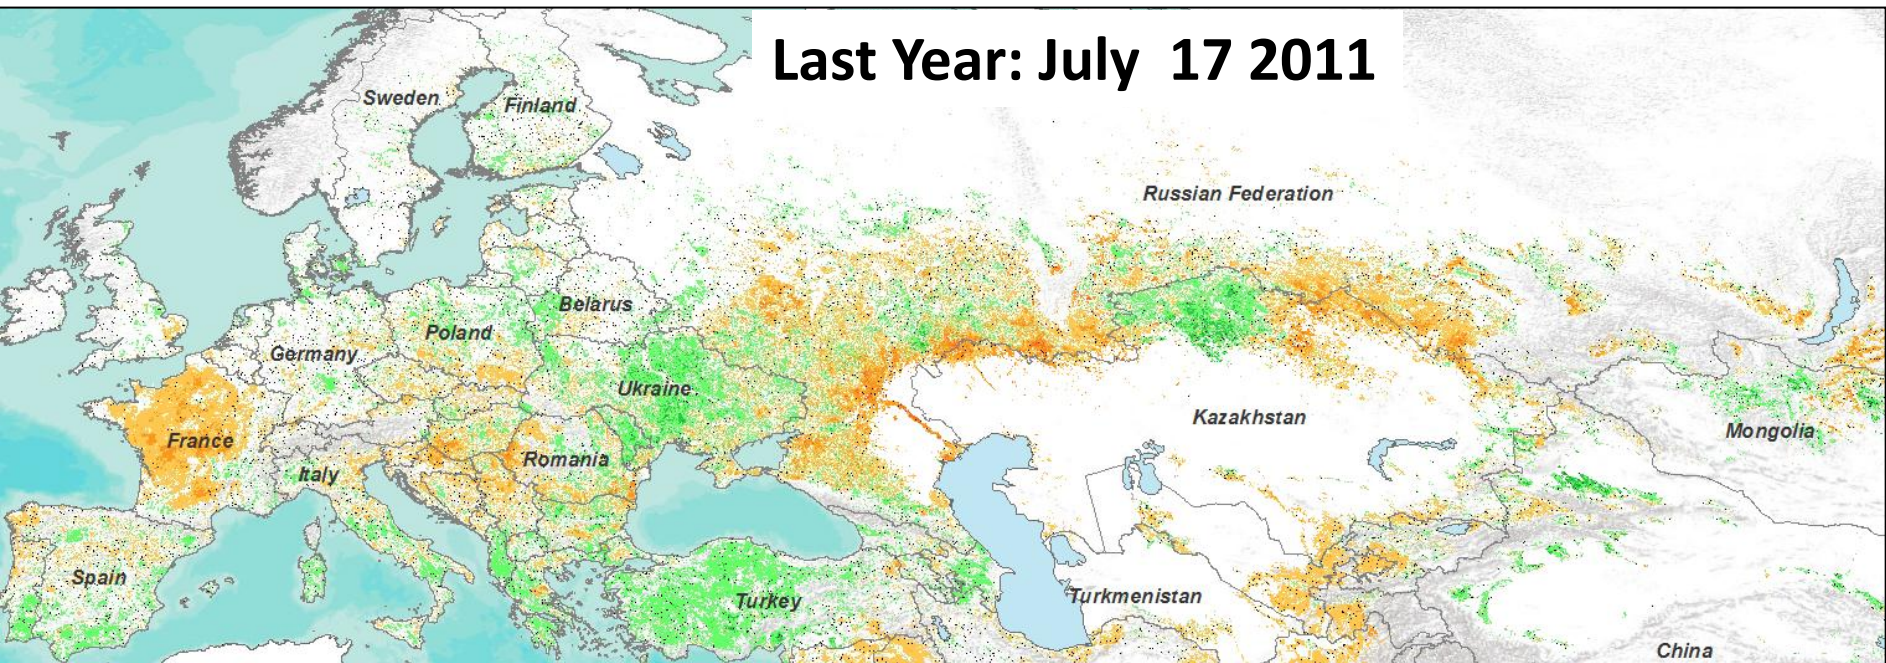 Last Year: July  17 2011
Sweden
Finland
Russian Federation
Belarus
Poland
Germany
Ukraine
Kazakhstan
Mongolia
France
Romania
Italy
Spain
Turkey
Turkmenistan
China